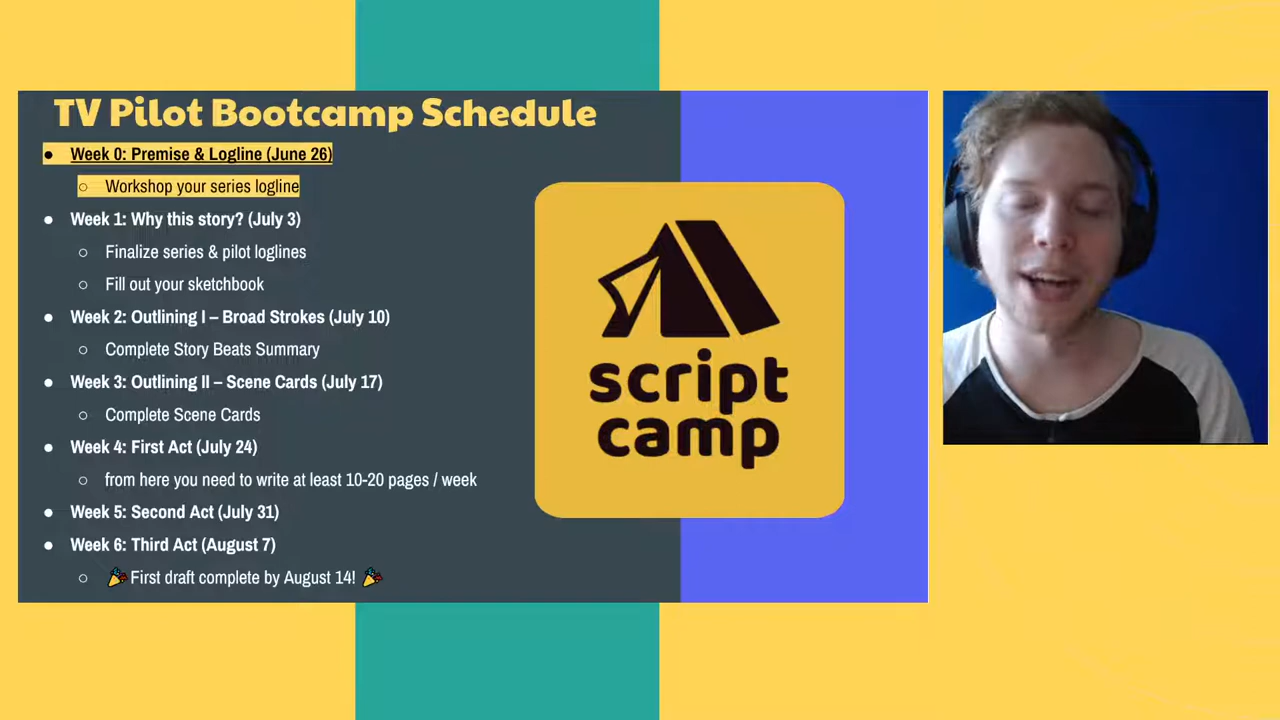 TV Pilot Bootcamp Schedule
● Week 0: Premise & Logline (June 26)
○ Workshop your series logline
● Week 1: Why this story? (July 3)
○ Finalize series & pilot loglines
○ Fill out your sketchbook
● Week 2: Outlining I – Broad Strokes (July 10)
○ Complete Story Beats Summary
● Week 3: Outlining II – Scene Cards (July 17)
○ Complete Scene Cards
● Week 4: First Act (July 24)
○ from here you need to write at least 10-20 pages / week
● Week 5: Second Act (July 31)
● Week 6: Third Act (August 7)
○ 🎉 First draft complete by August 14! 🎉
script
camp